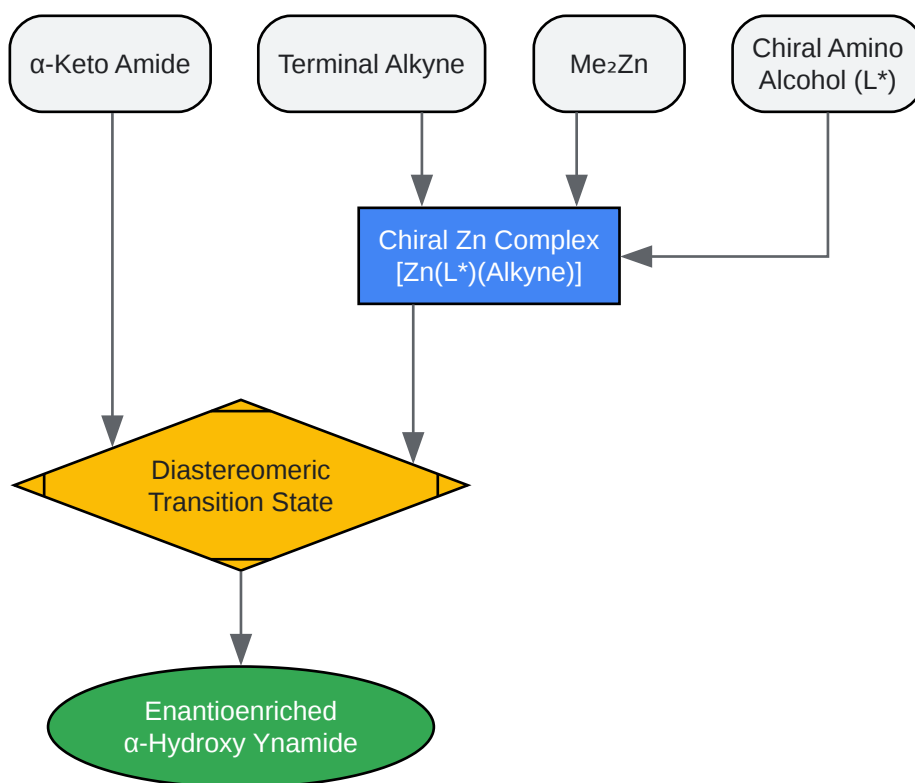 α-Keto Amide
Terminal Alkyne
Me₂Zn
Chiral Amino
Alcohol (L*)
Chiral Zn Complex
[Zn(L*)(Alkyne)]
Diastereomeric
Transition State
Enantioenriched
α-Hydroxy Ynamide